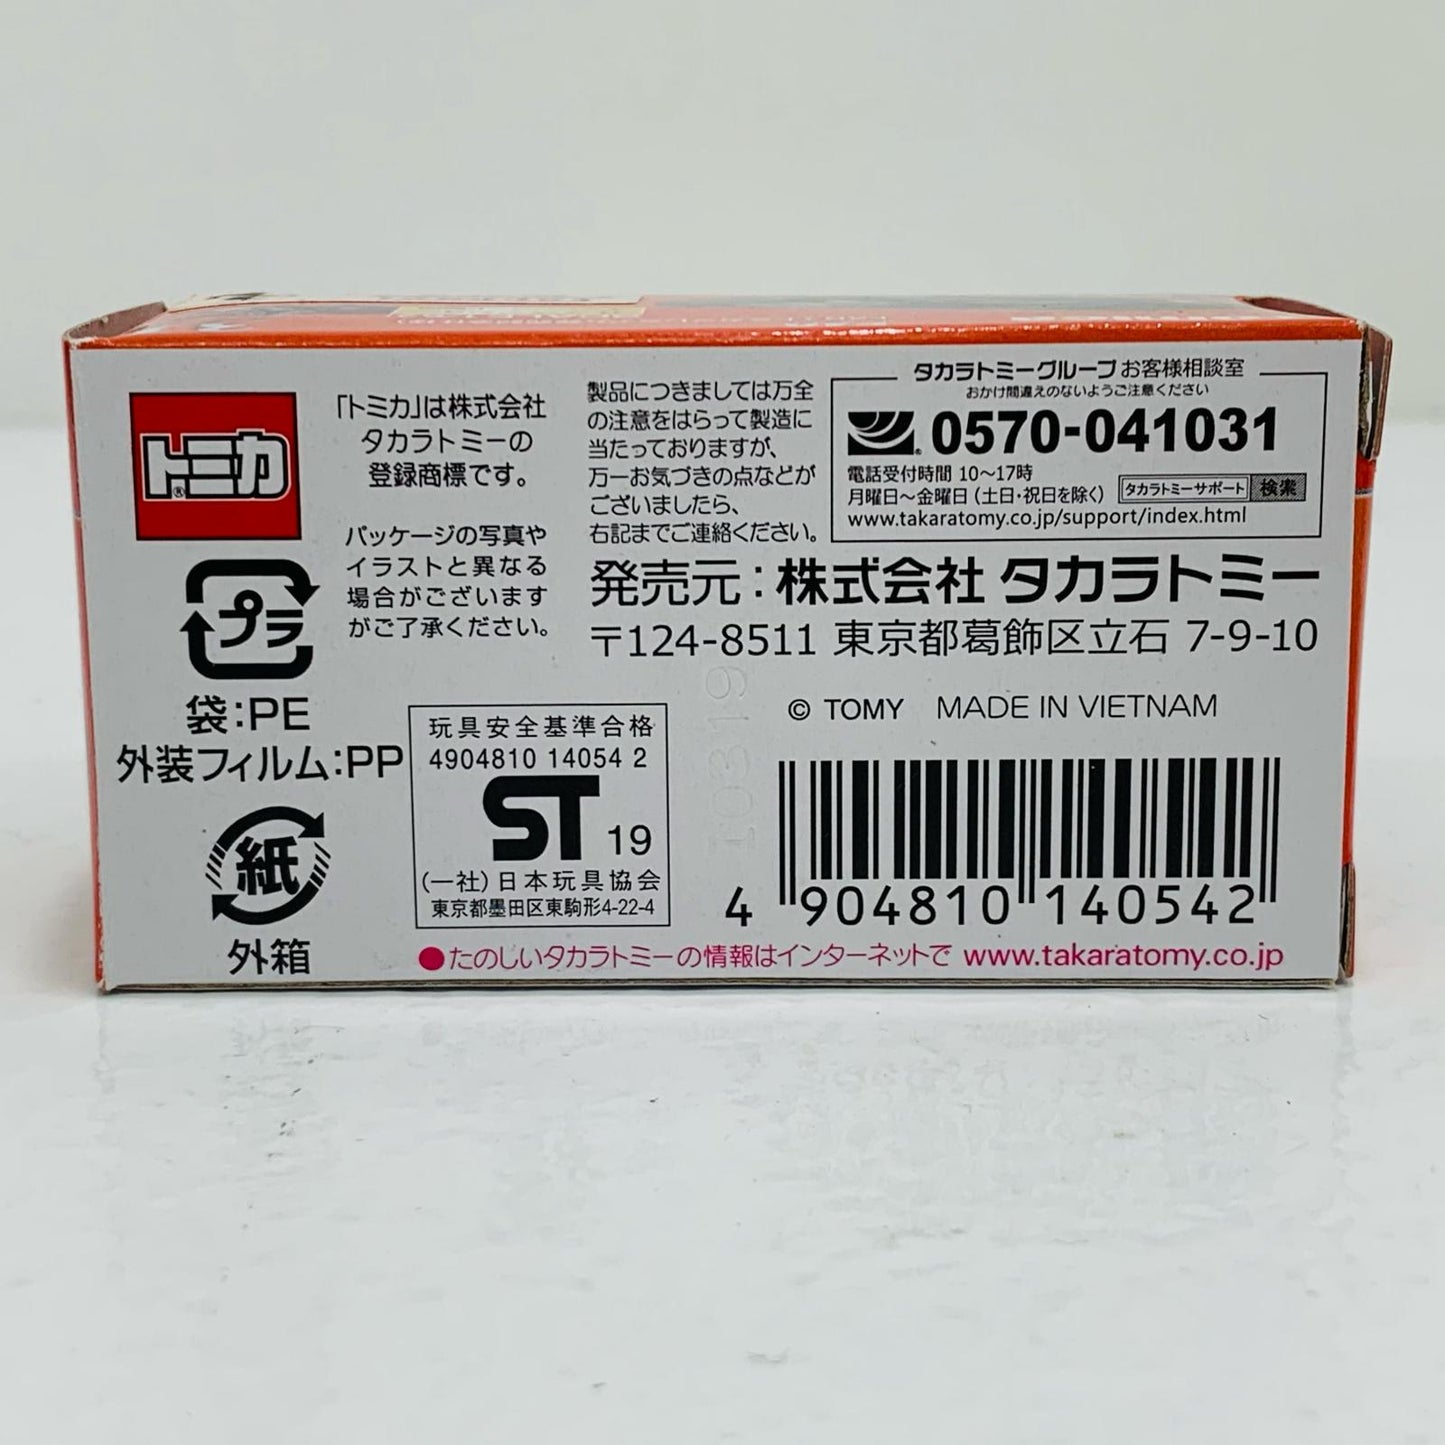 トミカ®
「トミカ」は株式会社
タカラトミーの
登録商標です。
パッケージの写真や
イラストと異なる
場合がございます
がご了承ください。
製品につきましては万全
の注意をはらって製造に
当たっておりますが、
万一お気づきの点などが
ございましたら、
右記までご連絡ください。
タカラトミーグループお客様相談室
おかけ間違えのないようご注意ください
0570-041031
電話受付時間 10〜17時
月曜日〜金曜日（土日・祝日を除く）
タカラトミーサポート 検索
www.takaratomy.co.jp/support/index.html
発売元：株式会社 タカラトミー
〒124-8511 東京都葛飾区立石 7-9-10
© TOMY MADE IN VIETNAM
プラ
袋：PE
外装フィルム：PP
紙
外箱
玩具安全基準合格
4904810 14054 2
ST 19
（一社）日本玩具協会
東京都墨田区東駒形4-22-4
10319
4 904810 140542
●たのしいタカラトミーの情報はインターネットで www.takaratomy.co.jp